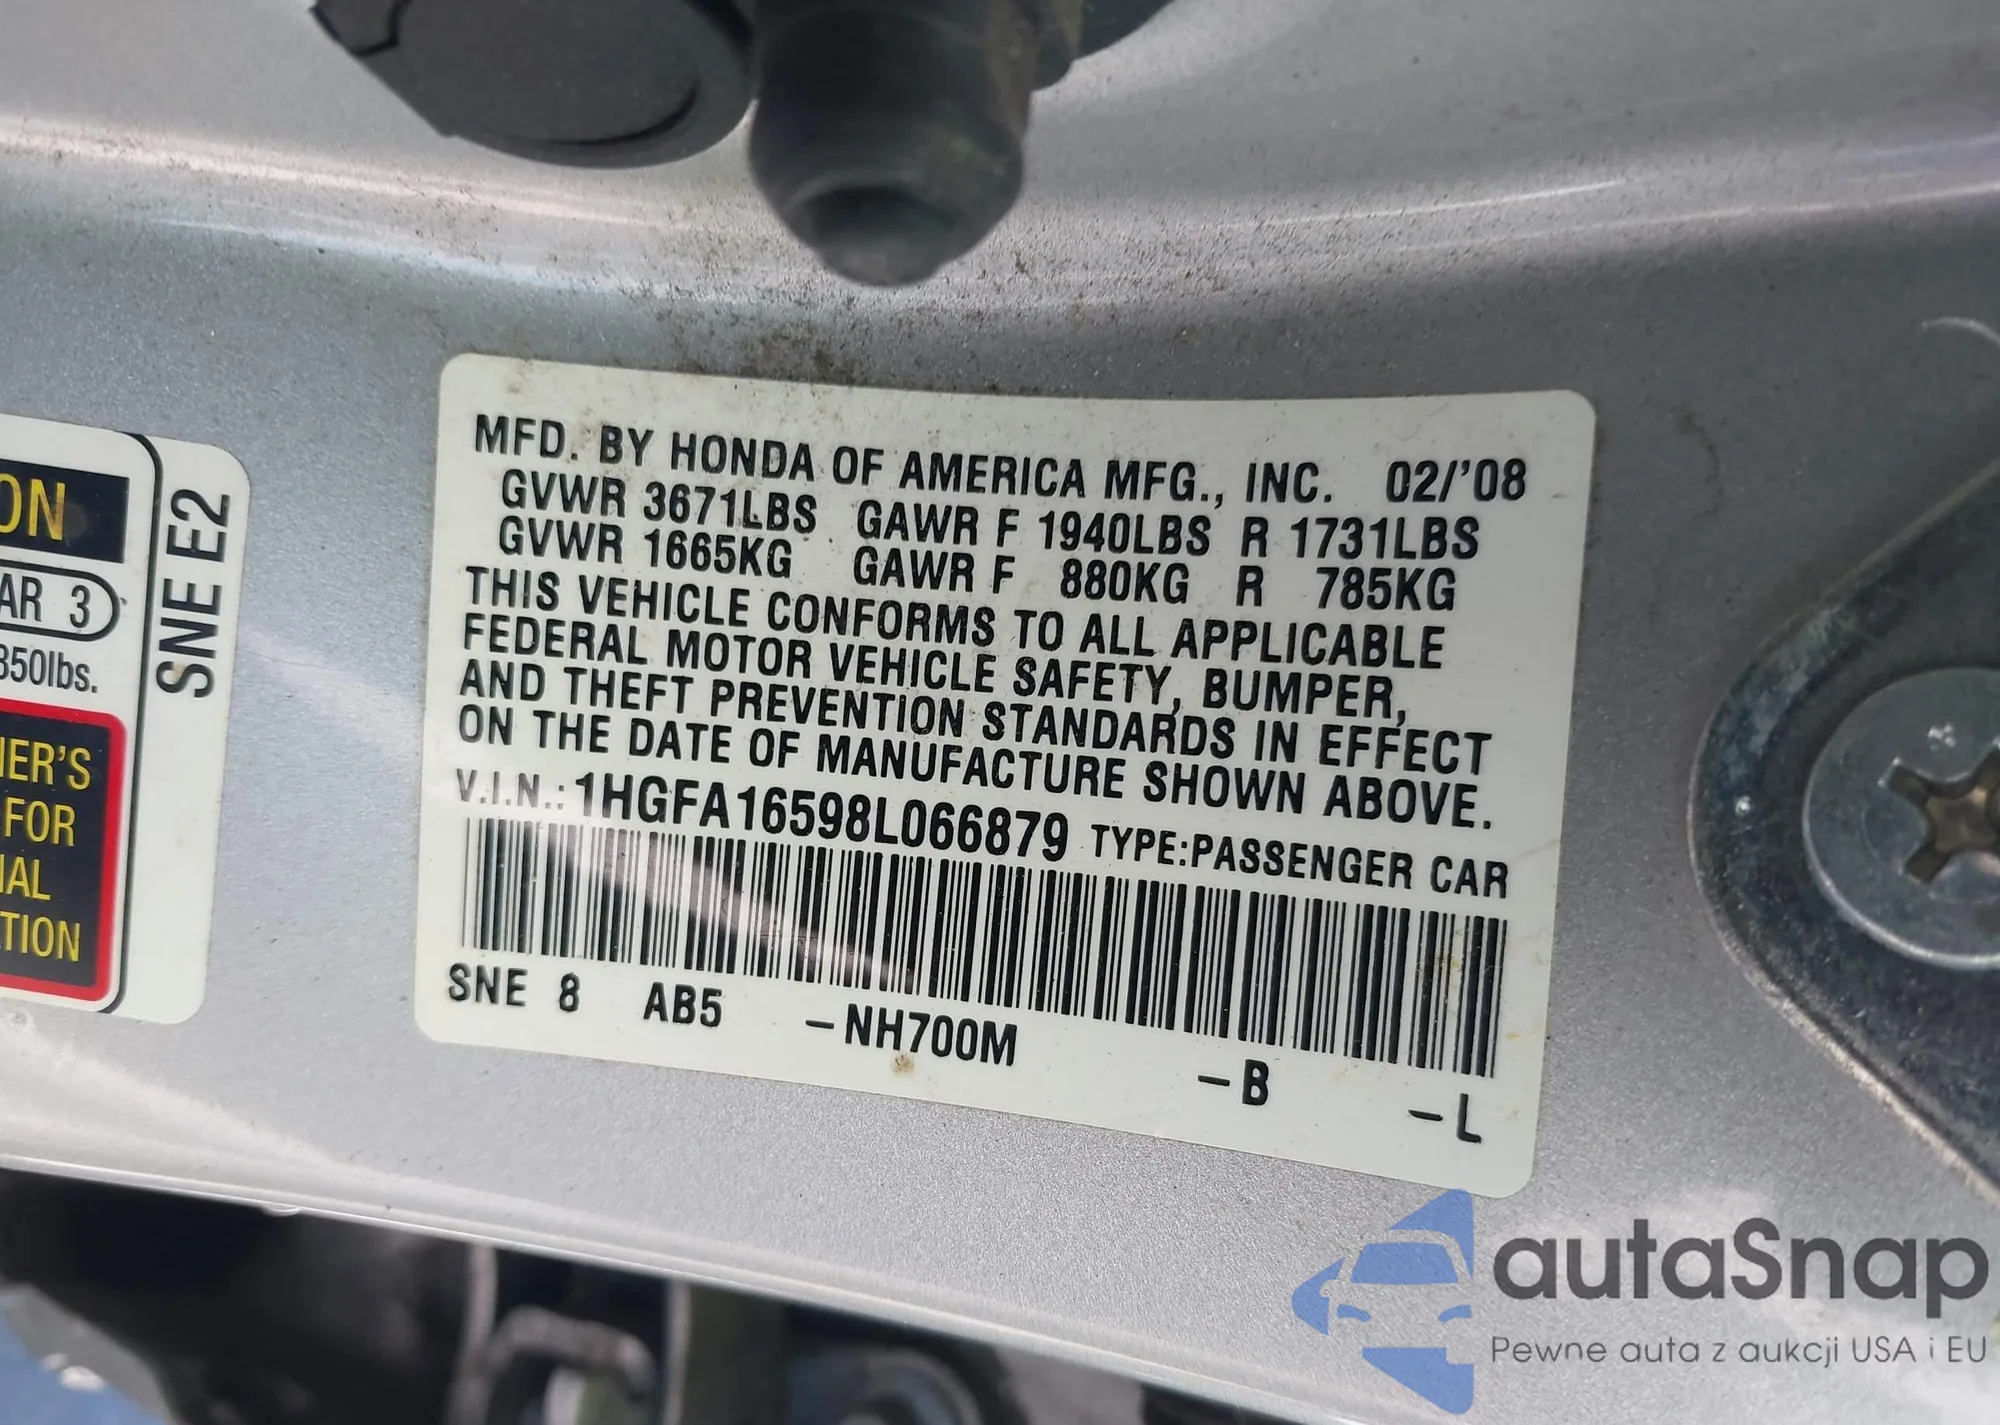 MFD. BY HONDA OF AMERICA MFG., INC. 02/'08
GVWR 3671LBS GAWR F 1940LBS R 1731LBS
GVWR 1665KG GAWR F 880KG R 785KG
THIS VEHICLE CONFORMS TO ALL APPLICABLE
FEDERAL MOTOR VEHICLE SAFETY, BUMPER,
AND THEFT PREVENTION STANDARDS IN EFFECT
ON THE DATE OF MANUFACTURE SHOWN ABOVE.
V.I.N.: 1HGFA16598L066879 TYPE:PASSENGER CAR
SNE 8 AB5 -NH700M -B -L
ON
AR 3
350lbs.
NER'S
FOR
NAL
TION
SNE E2
autaSnap
Pewne auta z aukcji USA i EU